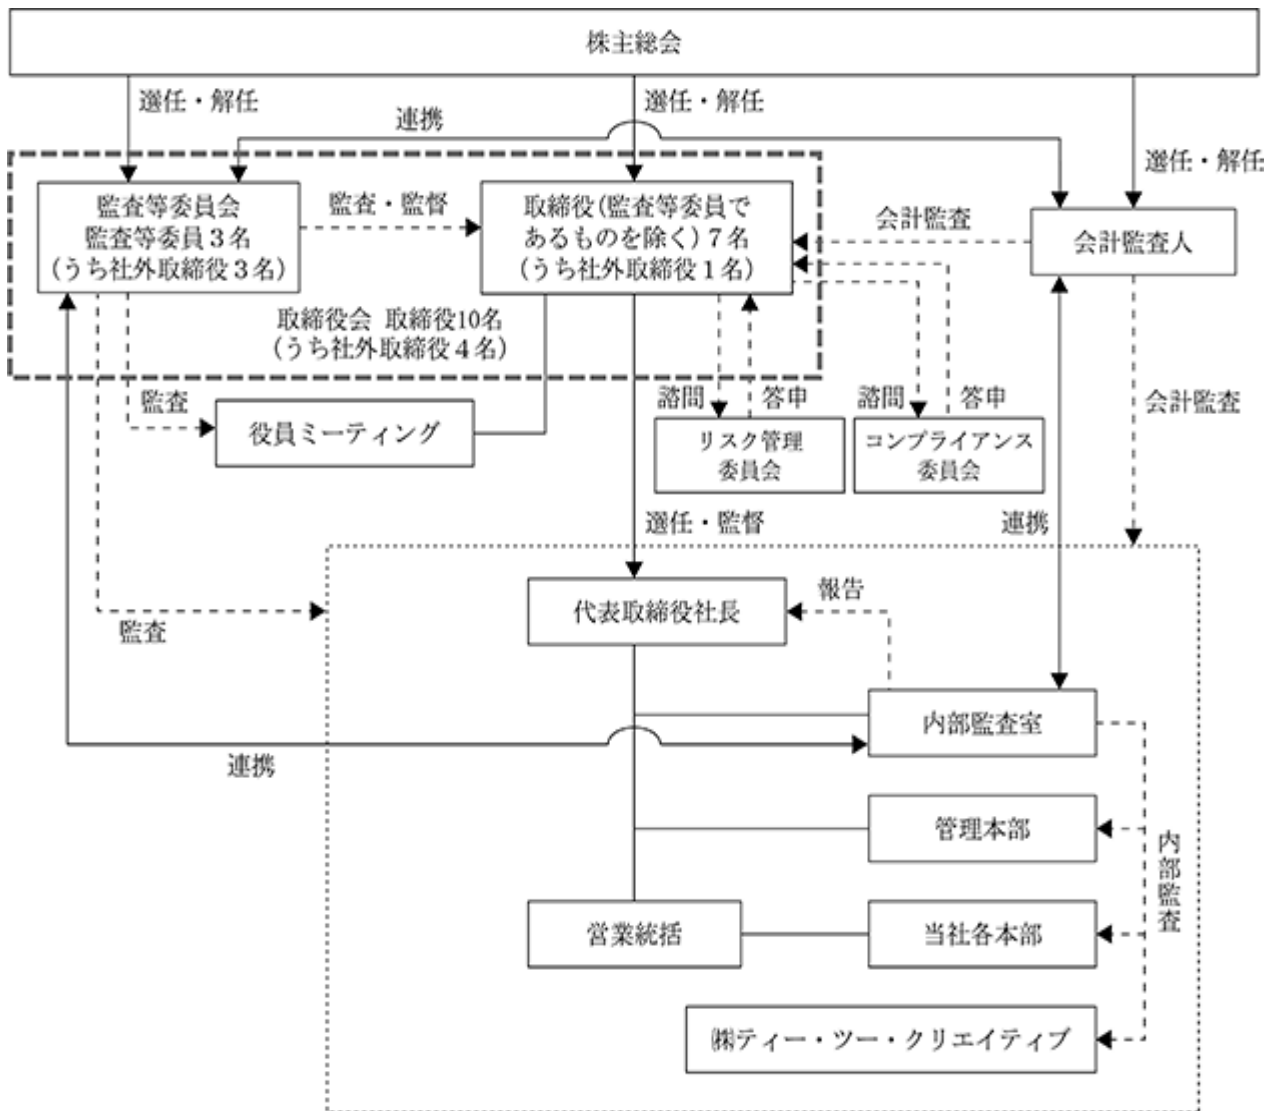 株主総会
選任・解任
選任・解任
連携
選任・解任
監査等委員会
監査等委員３名
(うち社外取締役３名)
監査・監督
取締役(監査等委員で
あるものを除く)７名
(うち社外取締役１名)
会計監査
会計監査人
取締役会 取締役10名
(うち社外取締役４名)
監査
役員ミーティング
諮問
答申
諮問
答申
会計監査
リスク管理
委員会
コンプライアンス
委員会
選任・監督
連携
代表取締役社長
報告
監査
内部監査室
連携
管理本部
内部監査
営業統括
当社各本部
㈱ティー・ツー・クリエイティブ